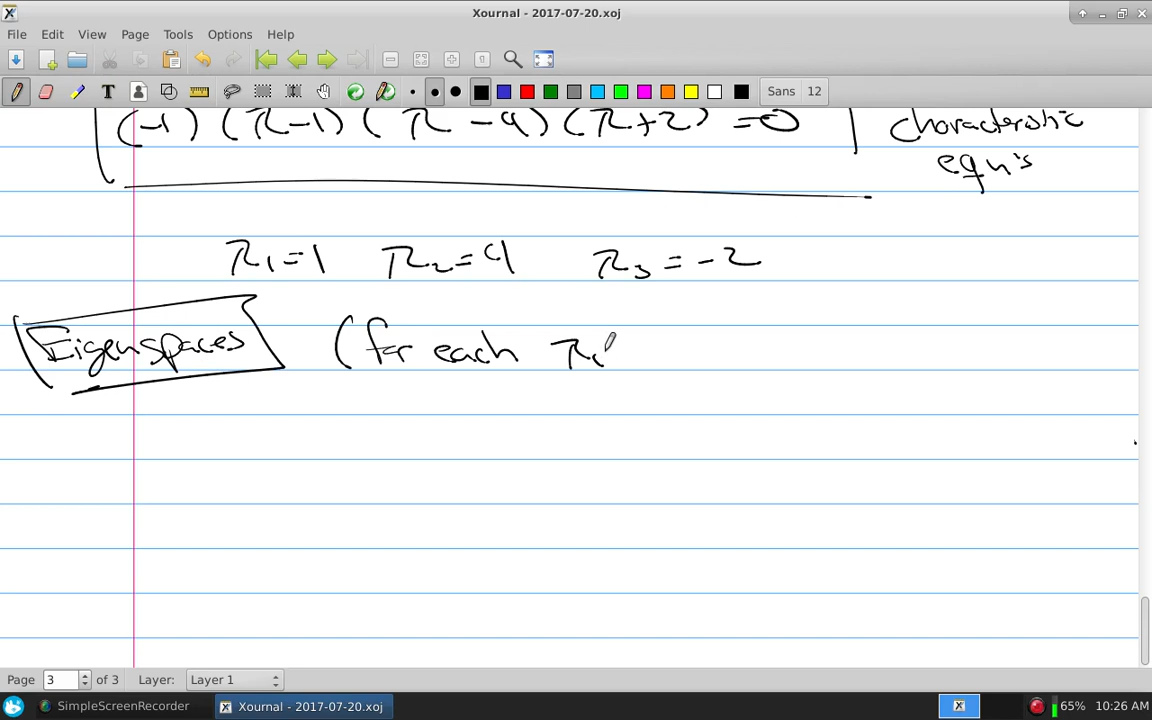 Xournal - 2017-07-20.xoj
File Edit View Page Tools Options Help
Sans 12
(-1) (λ-1) (λ-4) (λ+2) =0 characteristic
eqn's
λ1=1 λ2=4 λ3=-2
Eigenspaces (for each λi
Page 3 of 3 Layer: Layer 1
SimpleScreenRecorder Xournal - 2017-07-20.xoj 65% 10:26 AM